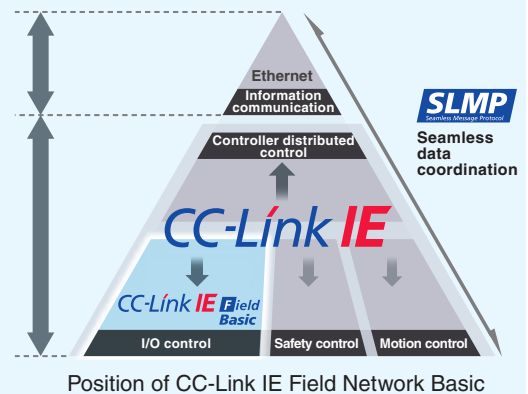 Ethernet
Information
communication
SLMP
Seamless Message Protocol
Seamless
data
coordination
Controller distributed
control
CC-Link IE
CC-Link IE Field
Basic
I/O control
Safety control
Motion control
Position of CC-Link IE Field Network Basic